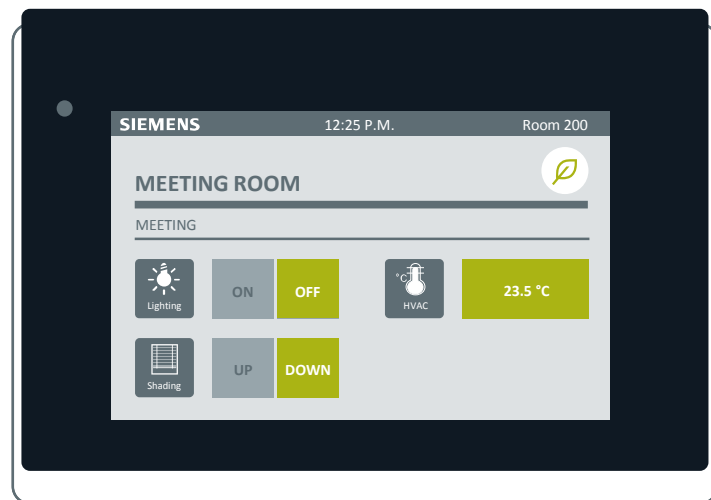 SIEMENS 12:25 P.M. Room 200
MEETING ROOM
MEETING
Lighting ON OFF °C HVAC 23.5 °C
Shading UP DOWN